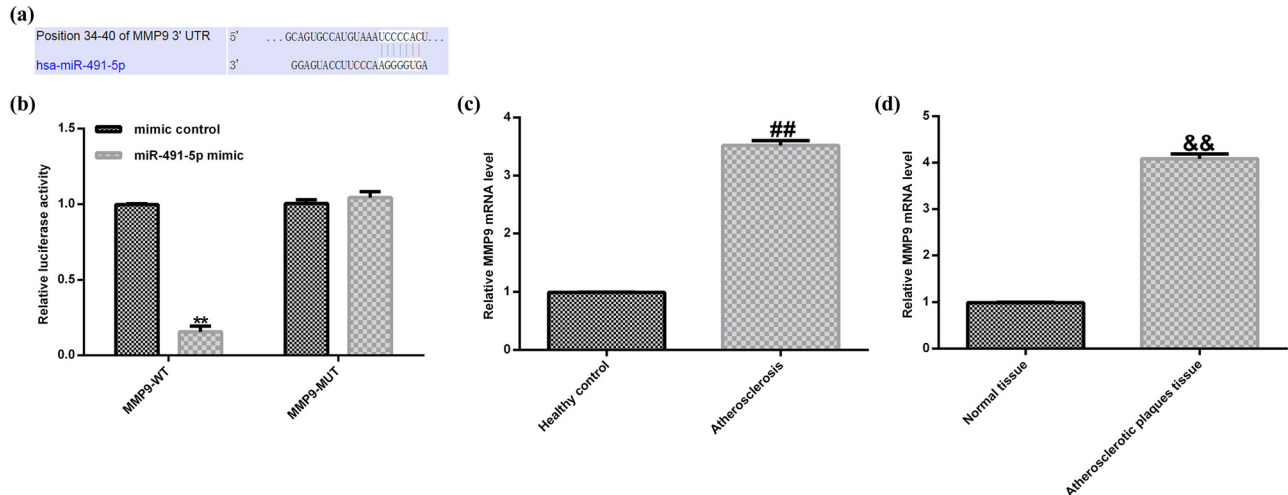 (a)
Position 34-40 of MMP9 3' UTR 5' ...GCAGUGCCAUGUAAAUCCCCACU...
hsa-miR-491-5p 3' GGAGUACCUUCCCAAGGGGUGA
(b)
Relative luciferase activity
1.5
1.0
0.5
0.0
mimic control
miR-491-5p mimic
**
MMP9-WT
MMP9-MUT
(c)
Relative MMP9 mRNA level
4
3
2
1
0
##
Healthy control
Atherosclerosis
(d)
Relative MMP9 mRNA level
5
4
3
2
1
0
&&
Normal tissue
Atherosclerotic plaques tissue